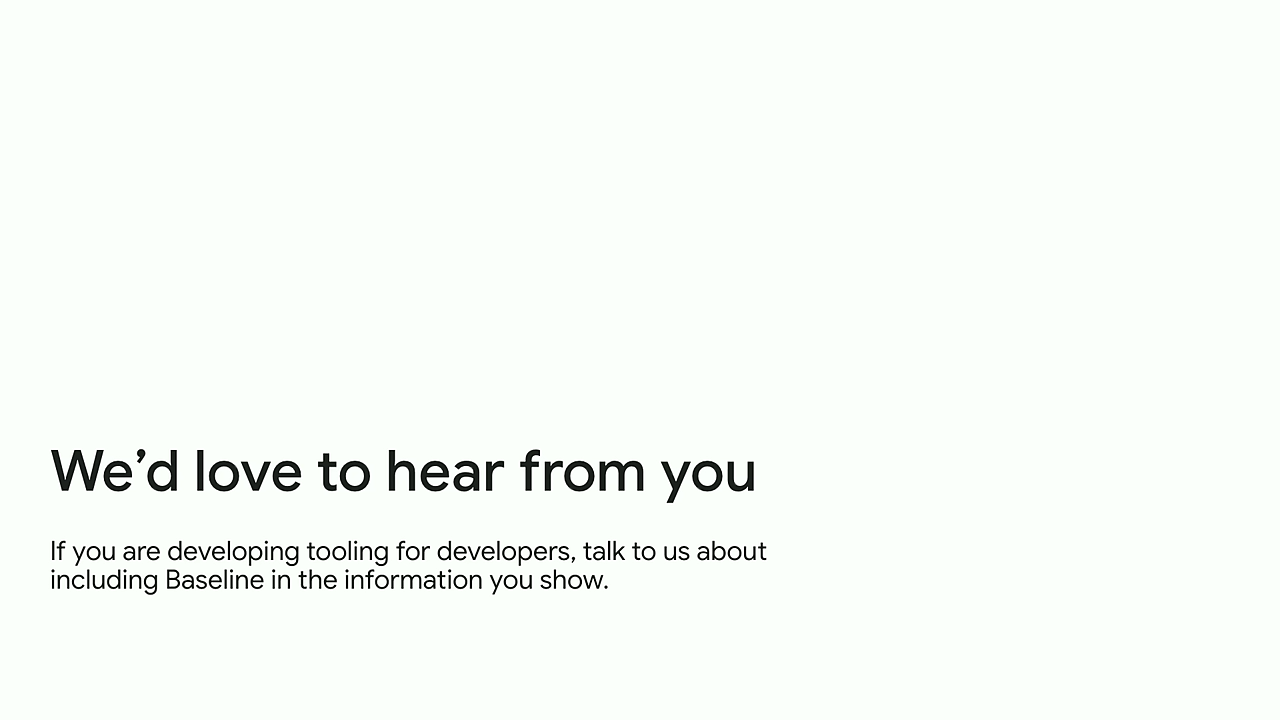 We’d love to hear from you
If you are developing tooling for developers, talk to us about
including Baseline in the information you show.